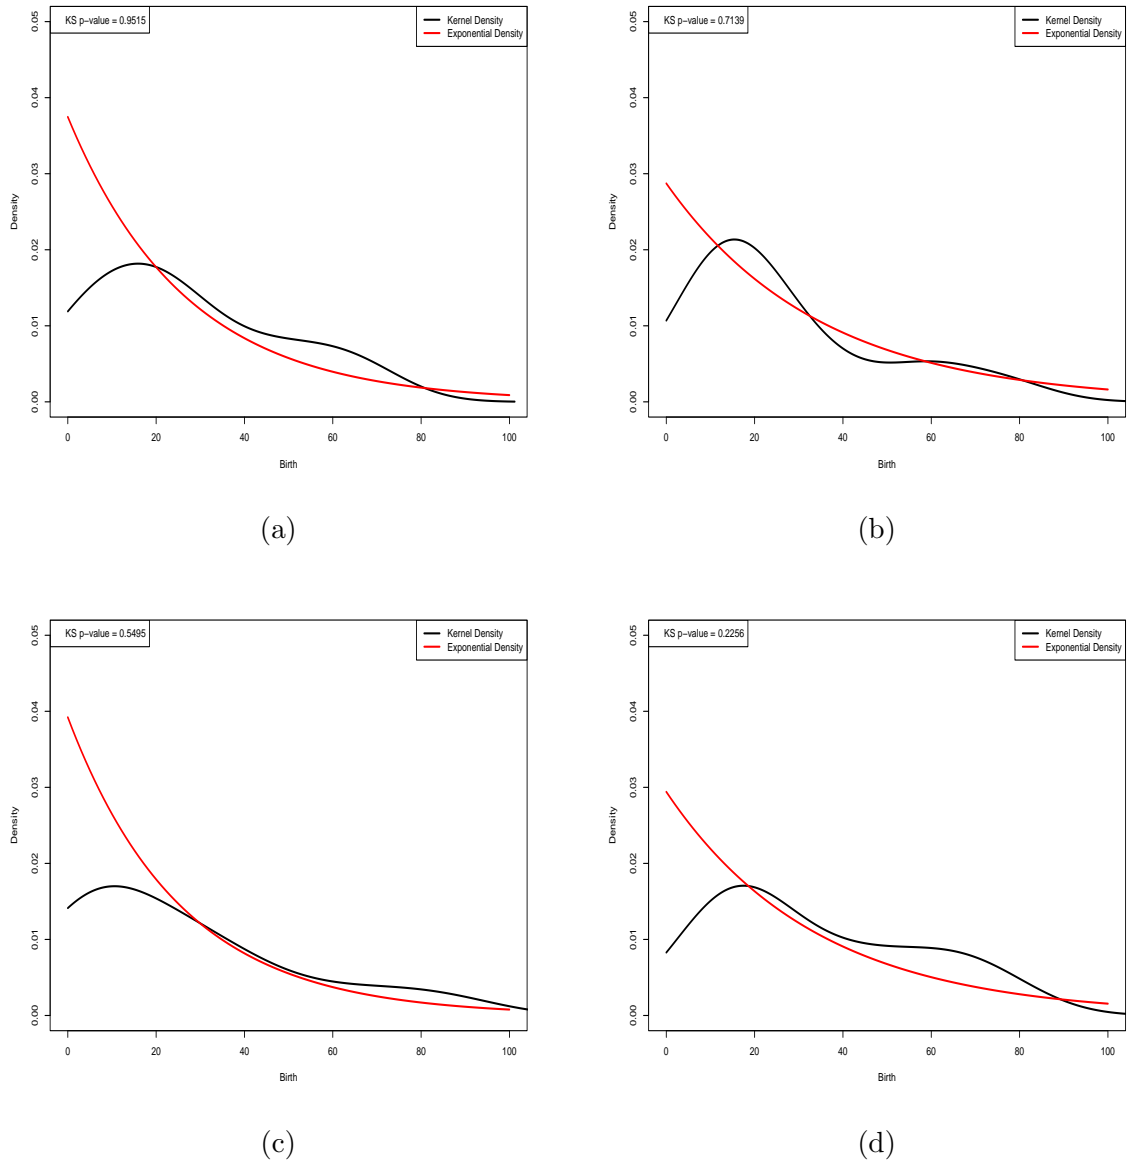 KS p-value = 0.9515
Kernel Density
Exponential Density
0.05
0.04
0.03
0.02
0.01
0.00
Density
0 20 40 60 80 100
Birth
(a)
KS p-value = 0.7139
Kernel Density
Exponential Density
0.05
0.04
0.03
0.02
0.01
0.00
Density
0 20 40 60 80 100
Birth
(b)
KS p-value = 0.5495
Kernel Density
Exponential Density
0.05
0.04
0.03
0.02
0.01
0.00
Density
0 20 40 60 80 100
Birth
(c)
KS p-value = 0.2256
Kernel Density
Exponential Density
0.05
0.04
0.03
0.02
0.01
0.00
Density
0 20 40 60 80 100
Birth
(d)